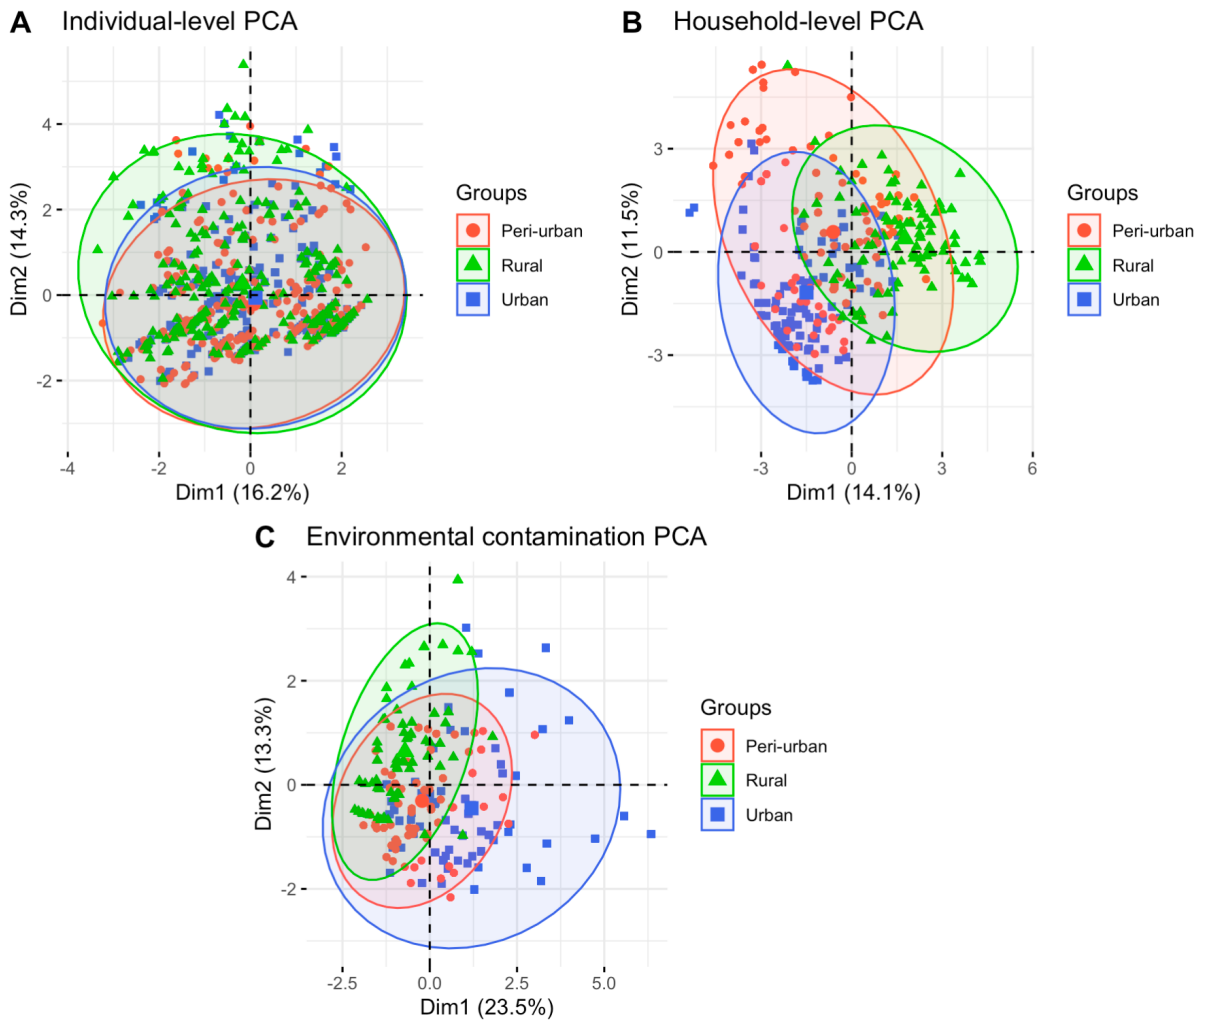 A Individual-level PCA
4
2
0
-2
-4 -2 0 2
Dim1 (16.2%)
Dim2 (14.3%)
Groups
Peri-urban
Rural
Urban
B Household-level PCA
3
0
-3
-3 0 3 6
Dim1 (14.1%)
Dim2 (11.5%)
Groups
Peri-urban
Rural
Urban
C Environmental contamination PCA
4
2
0
-2
-2.5 0.0 2.5 5.0
Dim1 (23.5%)
Dim2 (13.3%)
Groups
Peri-urban
Rural
Urban